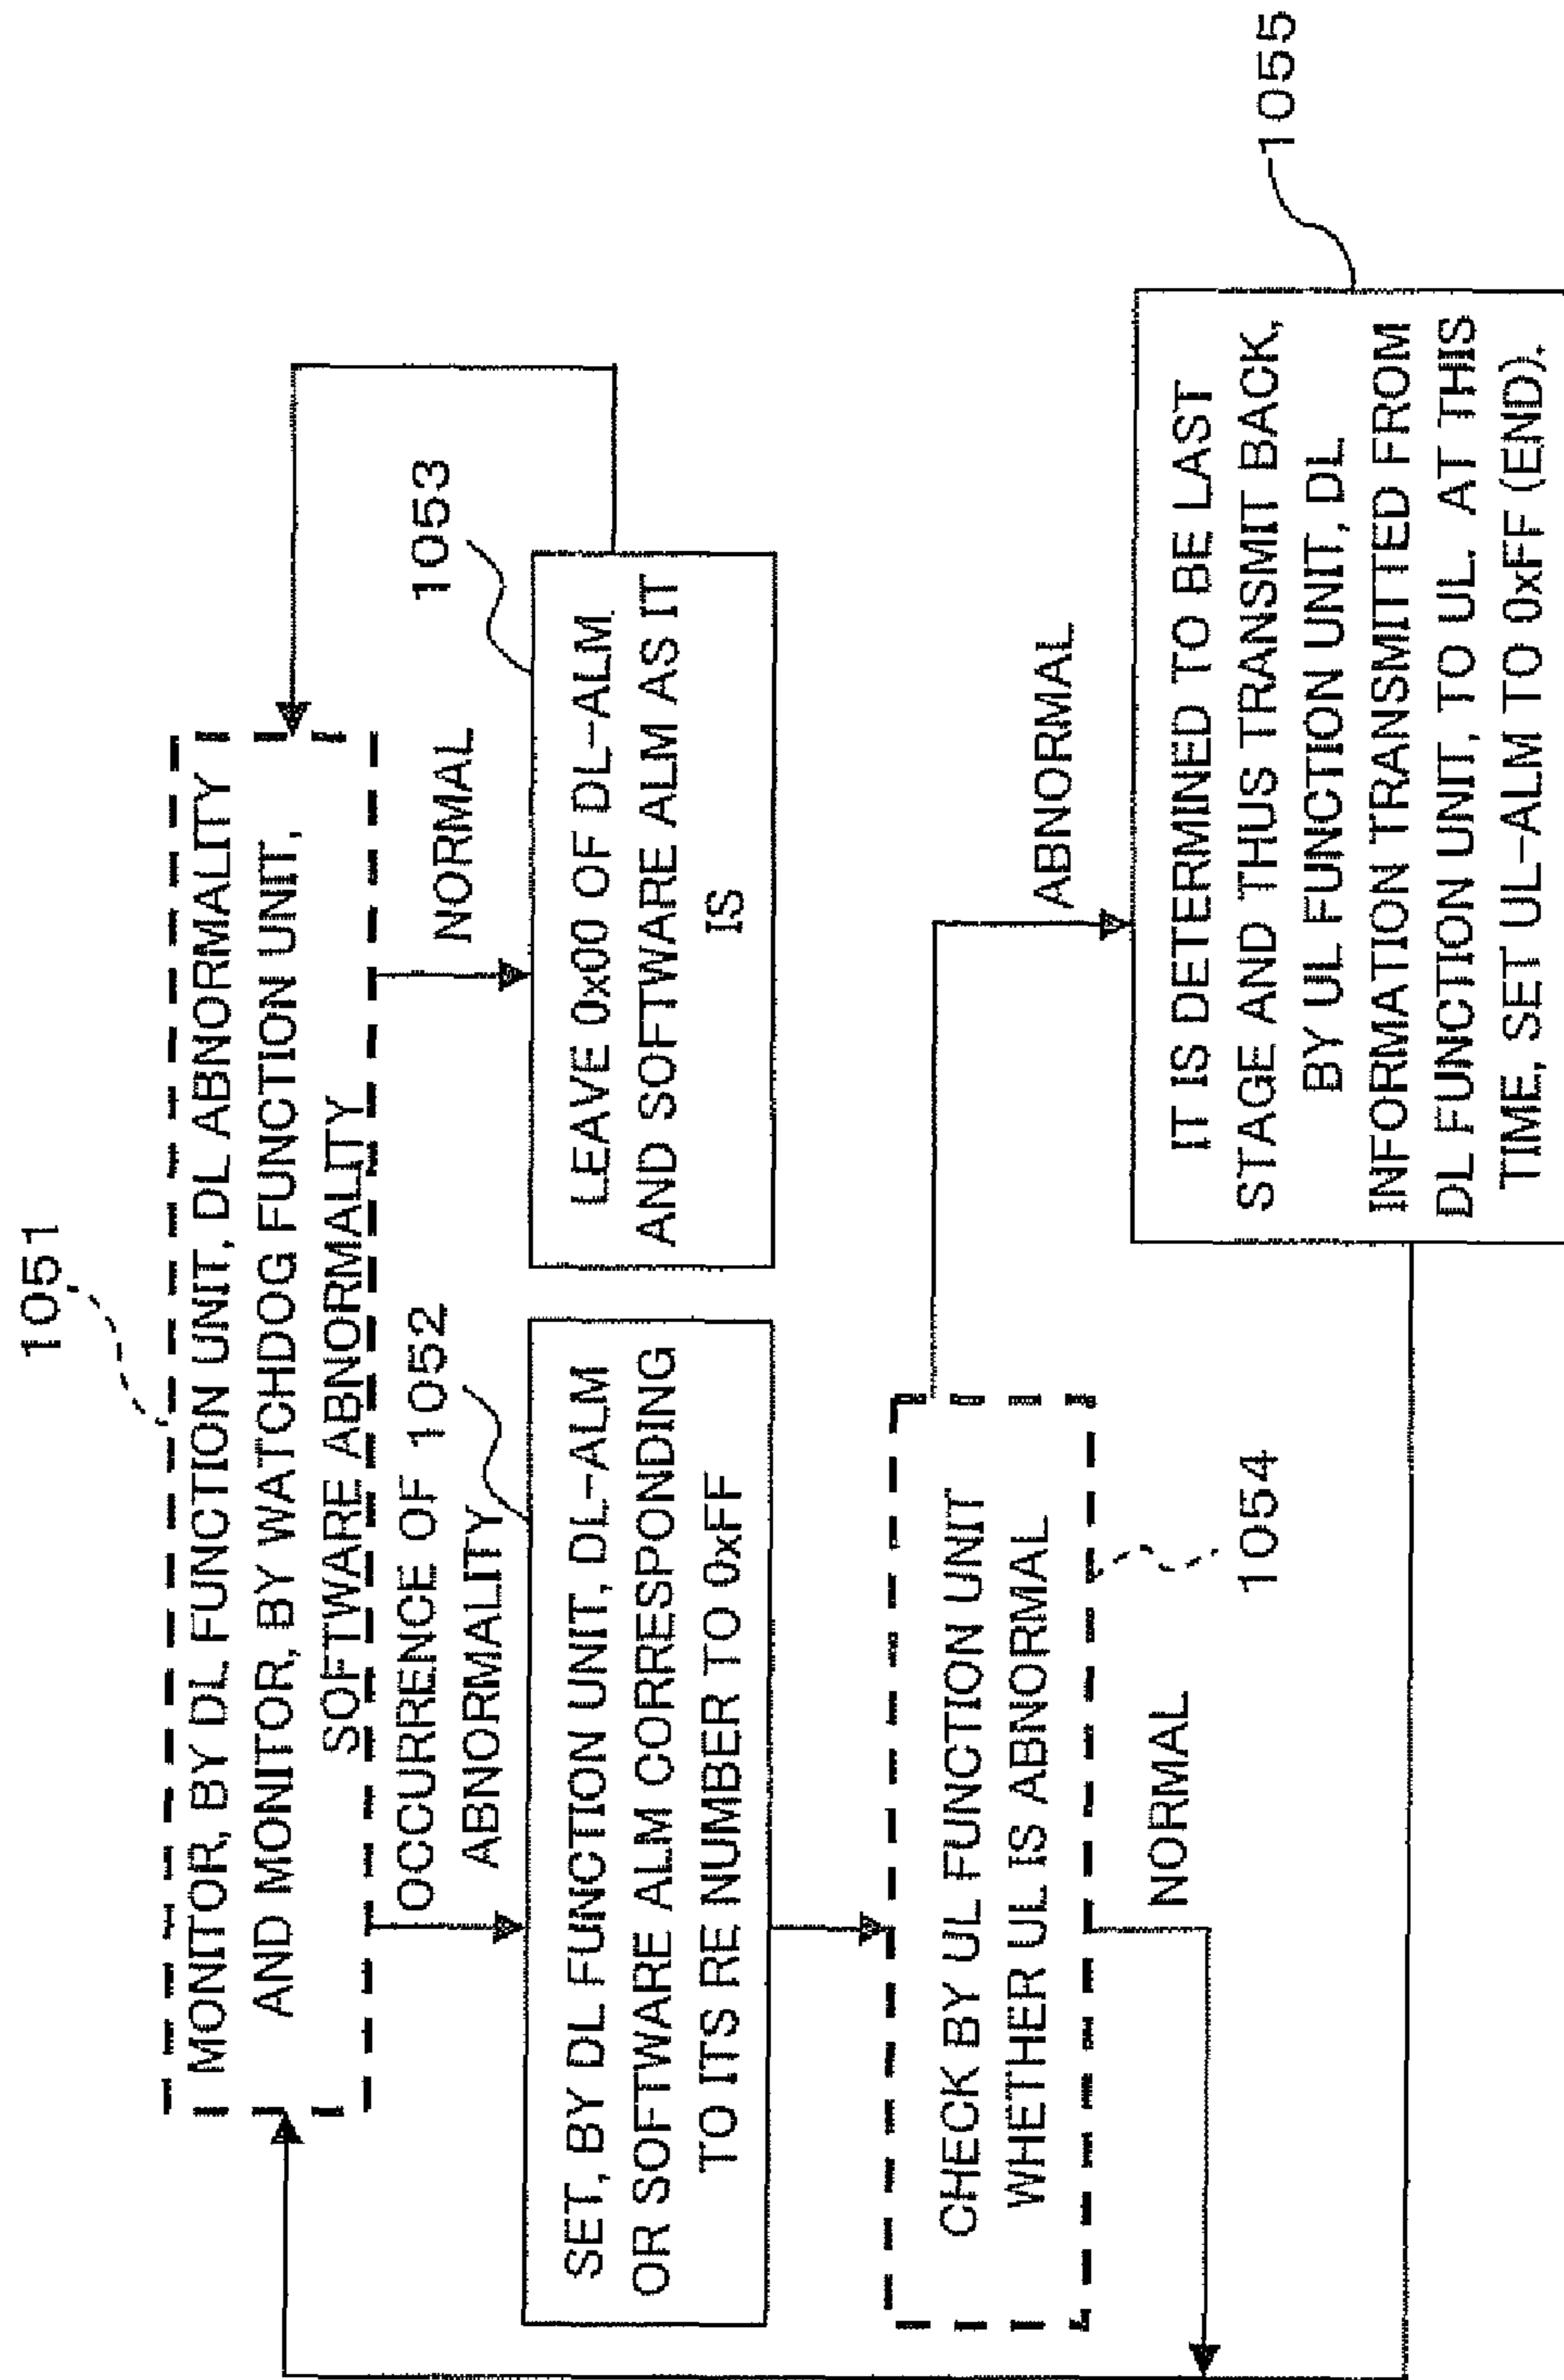 1051
MONITOR, BY DL FUNCTION UNIT, DL ABNORMALITY
AND MONITOR, BY WATCHDOG FUNCTION UNIT,
SOFTWARE ABNORMALITY
OCCURRENCE OF
ABNORMALITY
1052
NORMAL
1053
SET, BY DL FUNCTION UNIT, DL-ALM
OR SOFTWARE ALM CORRESPONDING
TO ITS RE NUMBER TO 0xFF
LEAVE 0x00 OF DL-ALM
AND SOFTWARE ALM AS IT
IS
CHECK BY UL FUNCTION UNIT
WHETHER UL IS ABNORMAL
1054
NORMAL
ABNORMAL
IT IS DETERMINED TO BE LAST
STAGE AND THUS TRANSMIT BACK,
BY UL FUNCTION UNIT, DL
INFORMATION TRANSMITTED FROM
DL FUNCTION UNIT, TO UL. AT THIS
TIME, SET UL-ALM TO 0xFF (END).
1055